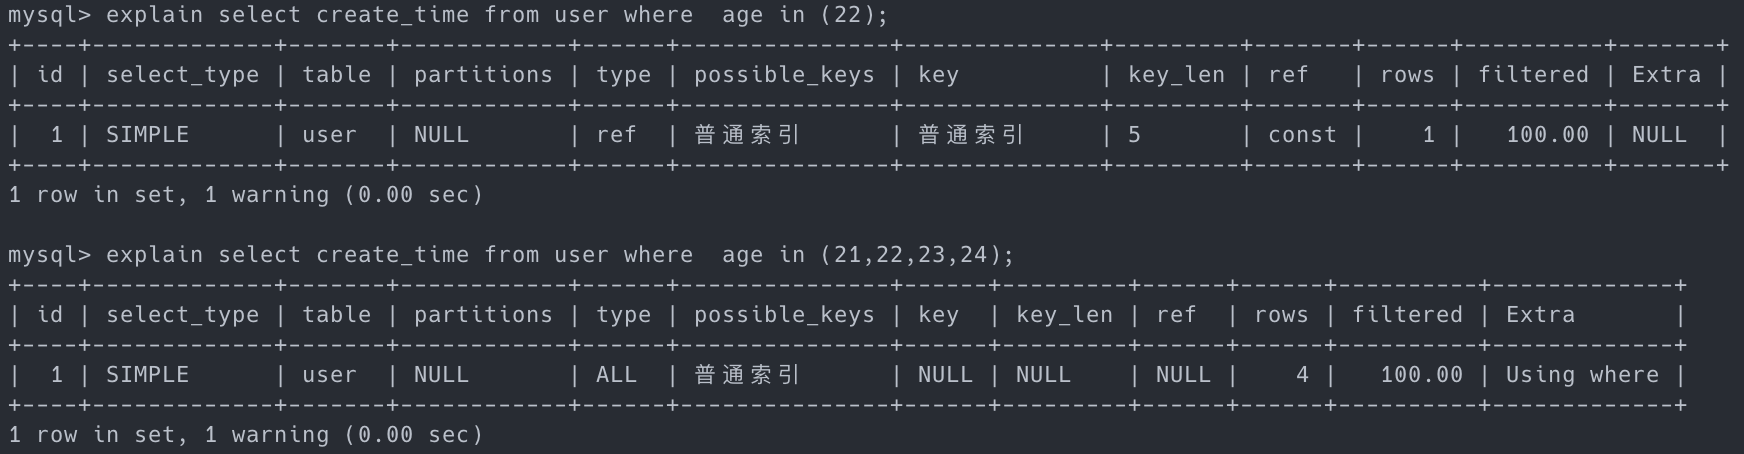 mysql> explain select create_time from user where  age in (22);
+----+-------------+-------+------------+------+---------------+--------------+---------+-------+------+----------+-------+
| id | select_type | table | partitions | type | possible_keys | key          | key_len | ref   | rows | filtered | Extra |
+----+-------------+-------+------------+------+---------------+--------------+---------+-------+------+----------+-------+
|  1 | SIMPLE      | user  | NULL       | ref  | 普通索引      | 普通索引     | 5       | const |    1 |   100.00 | NULL  |
+----+-------------+-------+------------+------+---------------+--------------+---------+-------+------+----------+-------+
1 row in set, 1 warning (0.00 sec)

mysql> explain select create_time from user where  age in (21,22,23,24);
+----+-------------+-------+------------+------+---------------+------+---------+------+------+----------+-------------+
| id | select_type | table | partitions | type | possible_keys | key  | key_len | ref  | rows | filtered | Extra       |
+----+-------------+-------+------------+------+---------------+------+---------+------+------+----------+-------------+
|  1 | SIMPLE      | user  | NULL       | ALL  | 普通索引      | NULL | NULL    | NULL |    4 |   100.00 | Using where |
+----+-------------+-------+------------+------+---------------+------+---------+------+------+----------+-------------+
1 row in set, 1 warning (0.00 sec)